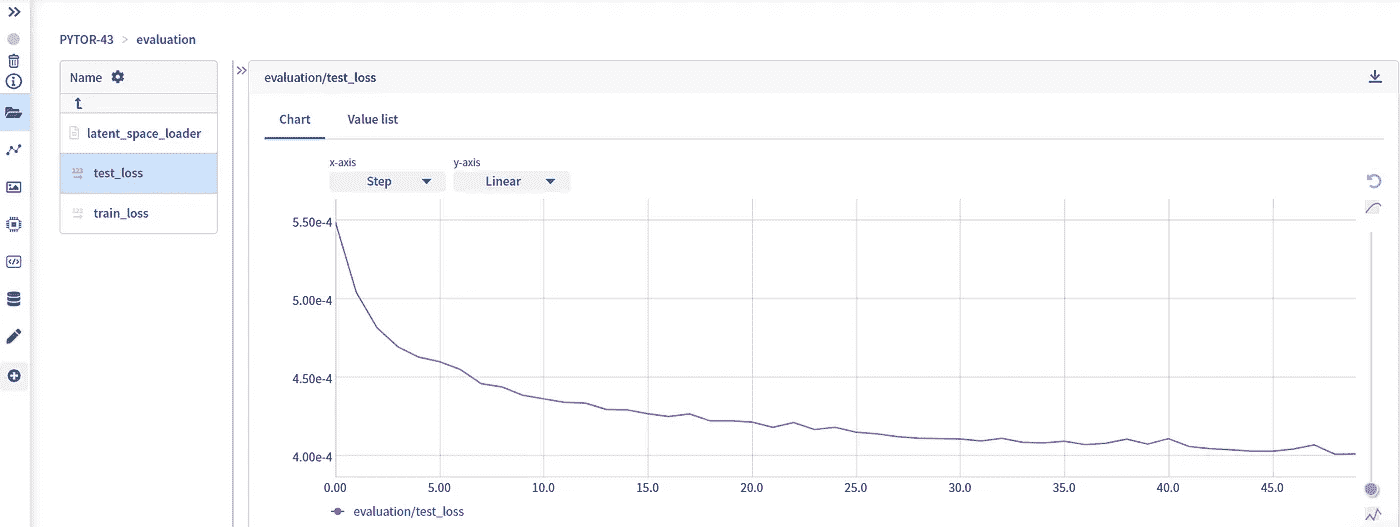 PYTOR-43 > evaluation
Name
latent_space_loader
123 test_loss
123 train_loss
evaluation/test_loss
Chart Value list
x-axis y-axis
Step Linear
5.50e-4
5.00e-4
4.50e-4
4.00e-4
0.00 5.00 10.0 15.0 20.0 25.0 30.0 35.0 40.0 45.0
evaluation/test_loss